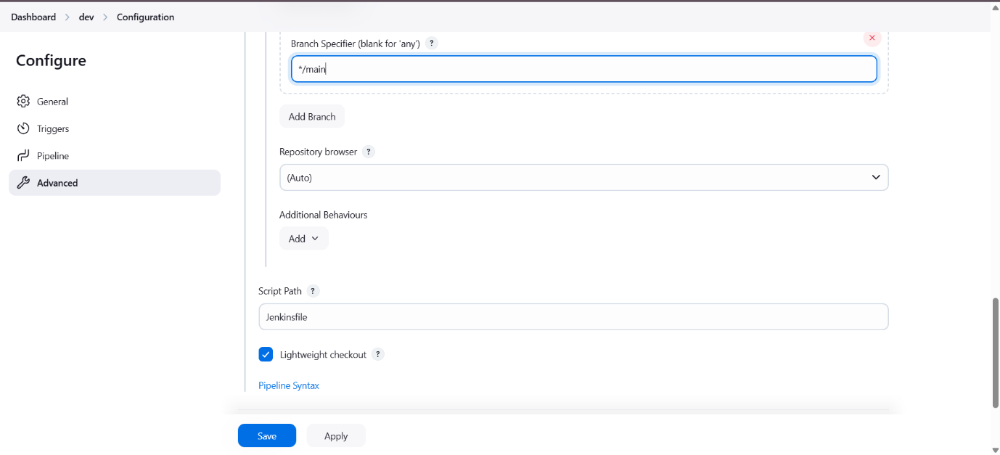 Dashboard > dev > Configuration
Configure
General
Triggers
Pipeline
Advanced
Branch Specifier (blank for 'any') ?
*/main
Add Branch
Repository browser ?
(Auto)
Additional Behaviours
Add
Script Path ?
Jenkinsfile
Lightweight checkout ?
Pipeline Syntax
Save Apply